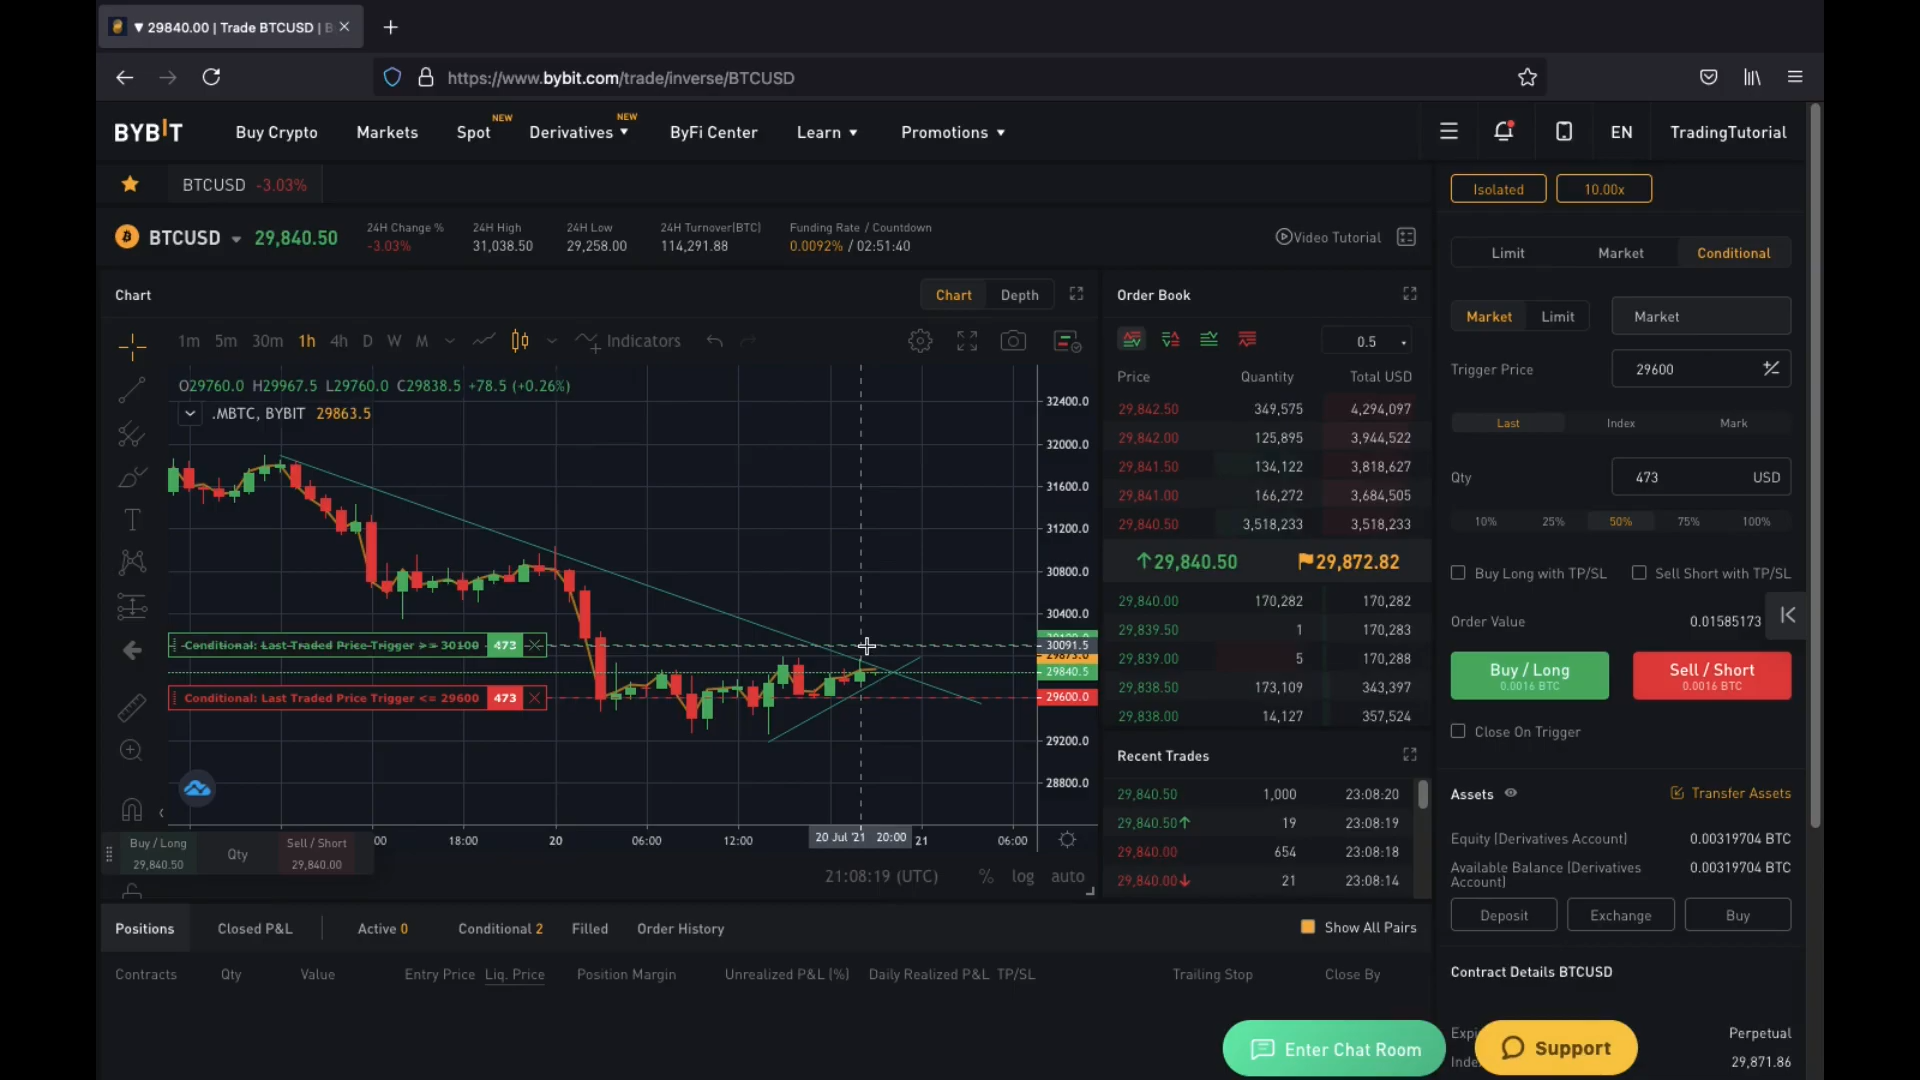 ▼ 29840.00 | Trade BTCUSD | B
https://www.bybit.com/trade/inverse/BTCUSD
BYBIT
Buy Crypto
Markets
Spot NEW
Derivatives NEW
ByFi Center
Learn
Promotions
EN
TradingTutorial
BTCUSD -3.03%
BTCUSD
29,840.50
24H Change %
-3.03%
24H High
31,038.50
24H Low
29,258.00
24H Turnover(BTC)
114,291.88
Funding Rate / Countdown
0.0092% / 02:51:40
Video Tutorial
Chart
Chart Depth
1m 5m 30m 1h 4h D W M
Indicators
O29760.0 H29967.5 L29760.0 C29838.5 +78.5 (+0.26%)
.MBTC, BYBIT 29863.5
32400.0
32000.0
31600.0
31200.0
30800.0
30400.0
30091.5
29840.5
29600.0
29200.0
28800.0
Conditional: Last Traded Price Trigger >= 30100 473
Conditional: Last Traded Price Trigger <= 29600 473
18:00 20 06:00 12:00 20 Jul '21 20:00 21 06:00
Buy / Long
29,840.50
Qty
Sell / Short
29,840.00
21:08:19 (UTC) % log auto
Order Book
0.5
Price Quantity Total USD
29,842.50 349,575 4,294,097
29,842.00 125,895 3,944,522
29,841.50 134,122 3,818,627
29,841.00 166,272 3,684,505
29,840.50 3,518,233 3,518,233
29,840.50 29,872.82
29,840.00 170,282 170,282
29,839.50 1 170,283
29,839.00 5 170,288
29,838.50 173,109 343,397
29,838.00 14,127 357,524
Recent Trades
29,840.50 1,000 23:08:20
29,840.50↑ 19 23:08:19
29,840.00 654 23:08:18
29,840.00↓ 21 23:08:14
Isolated
10.00x
Limit Market Conditional
Market Limit
Market
Trigger Price
29600
Last Index Mark
Qty
473 USD
10% 25% 50% 75% 100%
Buy Long with TP/SL
Sell Short with TP/SL
Order Value 0.01585173
Buy / Long
0.0016 BTC
Sell / Short
0.0016 BTC
Close On Trigger
Assets
Transfer Assets
Equity (Derivatives Account) 0.00319704 BTC
Available Balance (Derivatives Account) 0.00319704 BTC
Deposit Exchange Buy
Contract Details BTCUSD
Perpetual
29,871.86
Positions
Closed P&L
Active 0
Conditional 2
Filled
Order History
Show All Pairs
Contracts Qty Value Entry Price Liq. Price Position Margin Unrealized P&L (%) Daily Realized P&L TP/SL Trailing Stop Close By
Enter Chat Room
Support